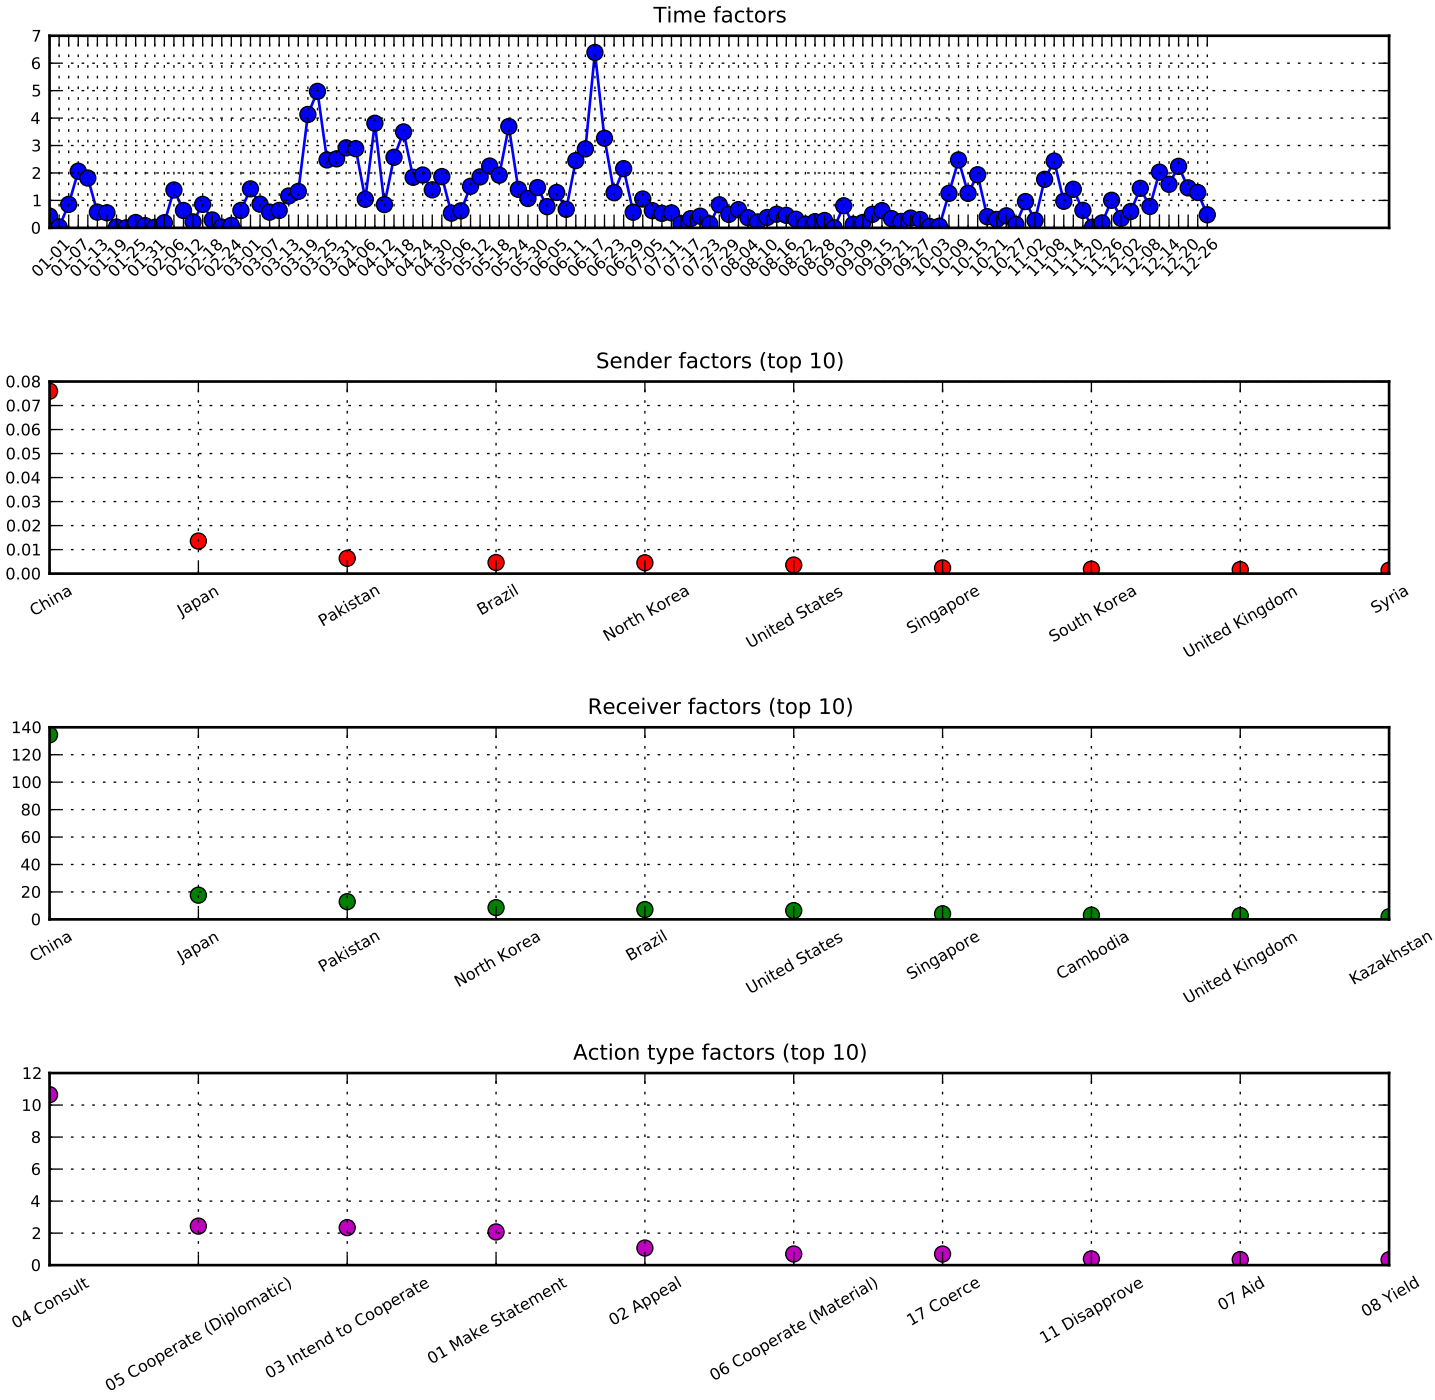 Time factors
7
6
5
4
3
2
1
0
01-01
01-07
01-13
01-19
01-25
01-31
02-06
02-12
02-18
02-24
03-01
03-07
03-13
03-19
03-25
03-31
04-06
04-12
04-18
04-24
04-30
05-06
05-12
05-18
05-24
05-30
06-05
06-11
06-17
06-23
06-29
07-05
07-11
07-17
07-23
07-29
08-04
08-10
08-16
08-22
08-28
09-03
09-09
09-15
09-21
09-27
10-03
10-09
10-15
10-21
10-27
11-02
11-08
11-14
11-20
11-26
12-02
12-08
12-14
12-20
12-26
Sender factors (top 10)
0.08
0.07
0.06
0.05
0.04
0.03
0.02
0.01
0.00
China
Japan
Pakistan
Brazil
North Korea
United States
Singapore
South Korea
United Kingdom
Syria
Receiver factors (top 10)
140
120
100
80
60
40
20
0
China
Japan
Pakistan
North Korea
Brazil
United States
Singapore
Cambodia
United Kingdom
Kazakhstan
Action type factors (top 10)
12
10
8
6
4
2
0
04 Consult
05 Cooperate (Diplomatic)
03 Intend to Cooperate
01 Make Statement
02 Appeal
06 Cooperate (Material)
17 Coerce
11 Disapprove
07 Aid
08 Yield